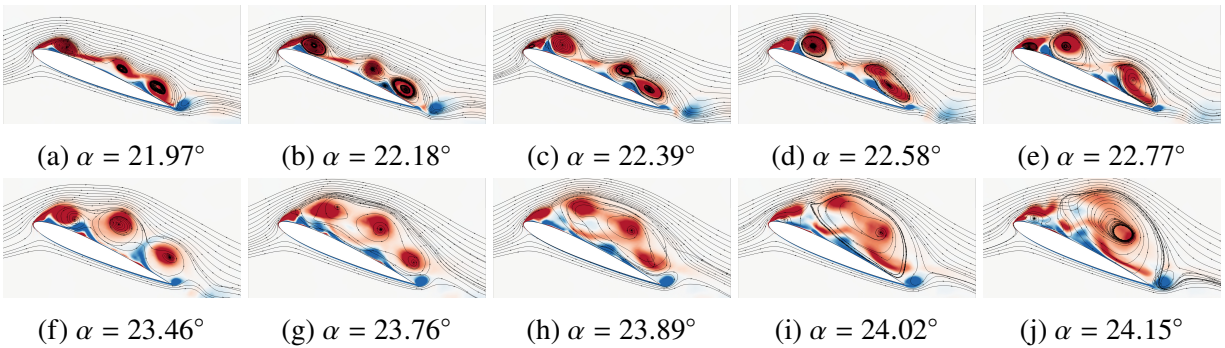 (a) α = 21.97° (b) α = 22.18° (c) α = 22.39° (d) α = 22.58° (e) α = 22.77°
(f) α = 23.46° (g) α = 23.76° (h) α = 23.89° (i) α = 24.02° (j) α = 24.15°